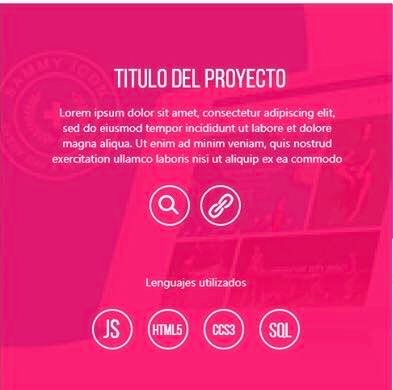 TITULO DEL PROYECTO
Lorem ipsum dolor sit amet, consectetur adipiscing elit,
sed do eiusmod tempor incididunt ut labore et dolore
magna aliqua. Ut enim ad minim veniam, quis nostrud
exercitation ullamco laboris nisi ut aliquip ex ea commodo
Lenguajes utilizados
JS HTML5 CCS3 SQL